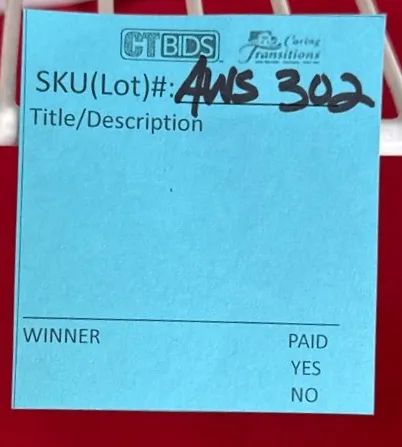 CTBIDS Caring Transitions
SKU(Lot)#: AWS 302
Title/Description
WINNER PAID
YES
NO